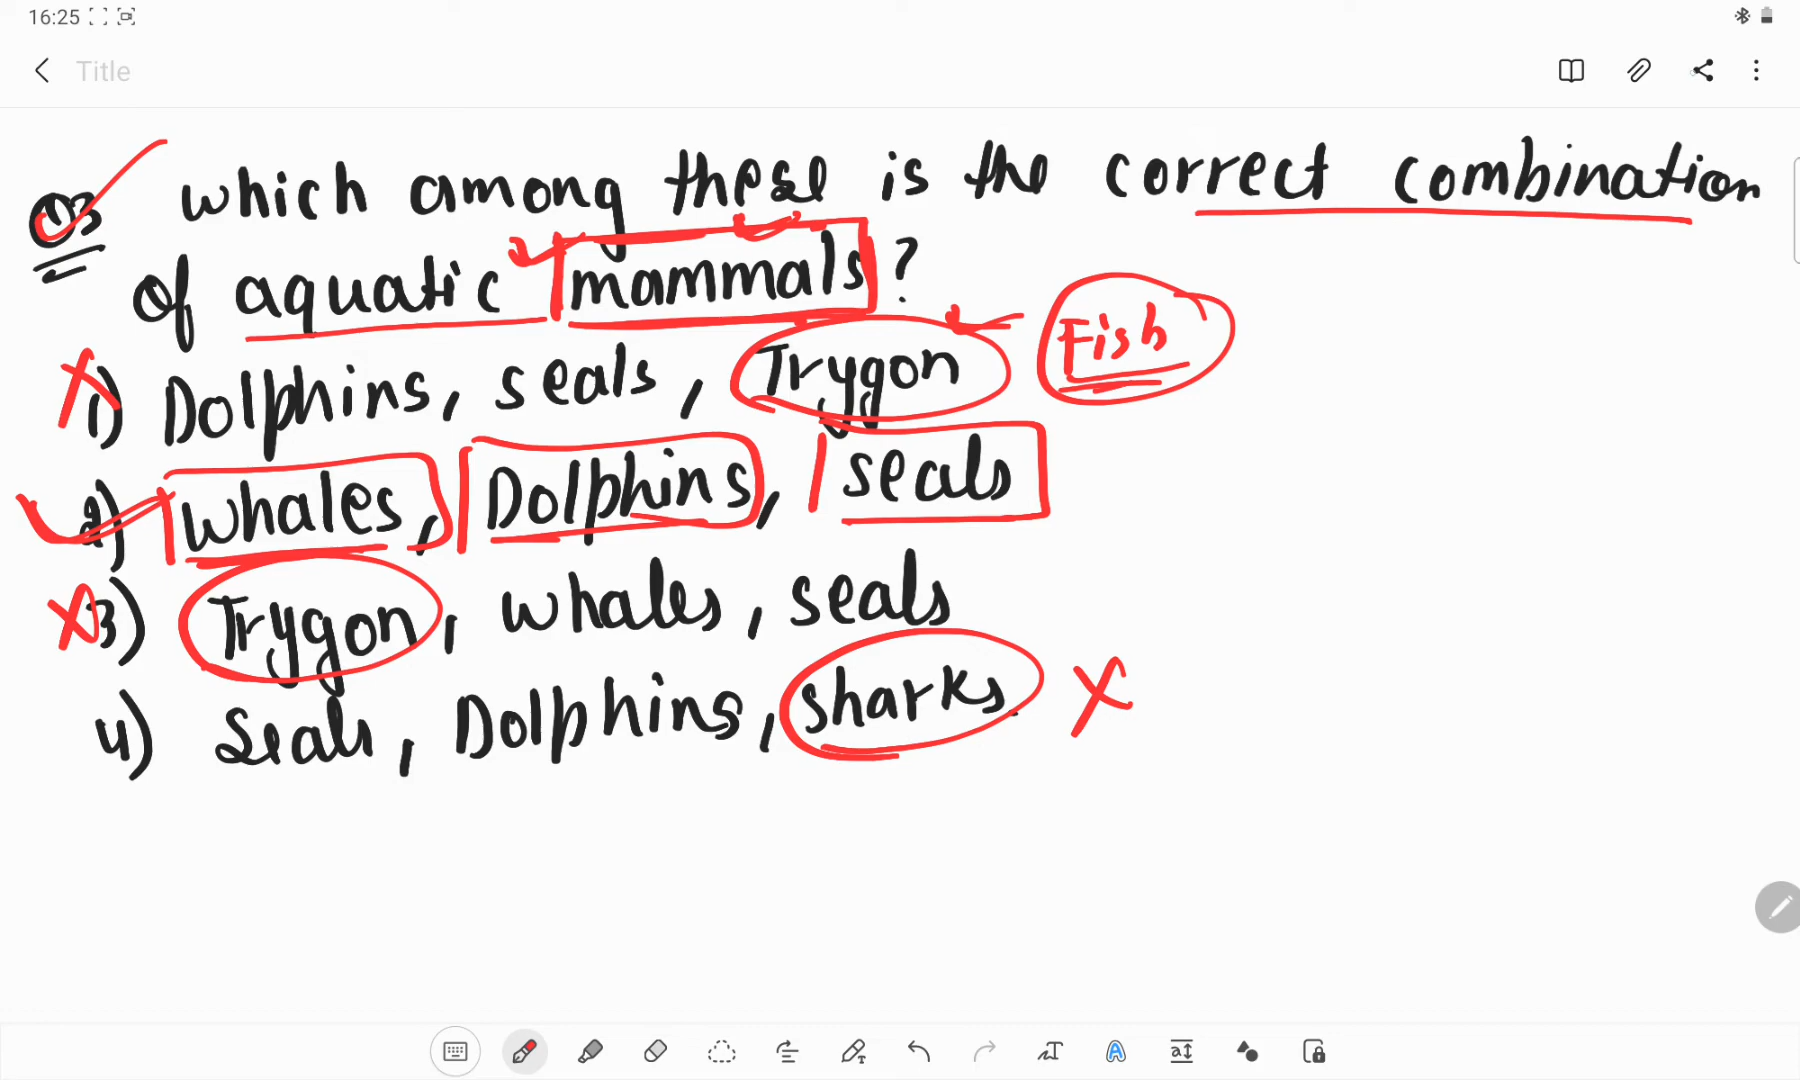 16:25
Title
Q3 which among these is the correct combination
of aquatic mammals?
1) Dolphins, seals, Trygon Fish
2) whales, Dolphins, seals
3) Trygon, whales, seals
4) Seals, Dolphins, sharks.